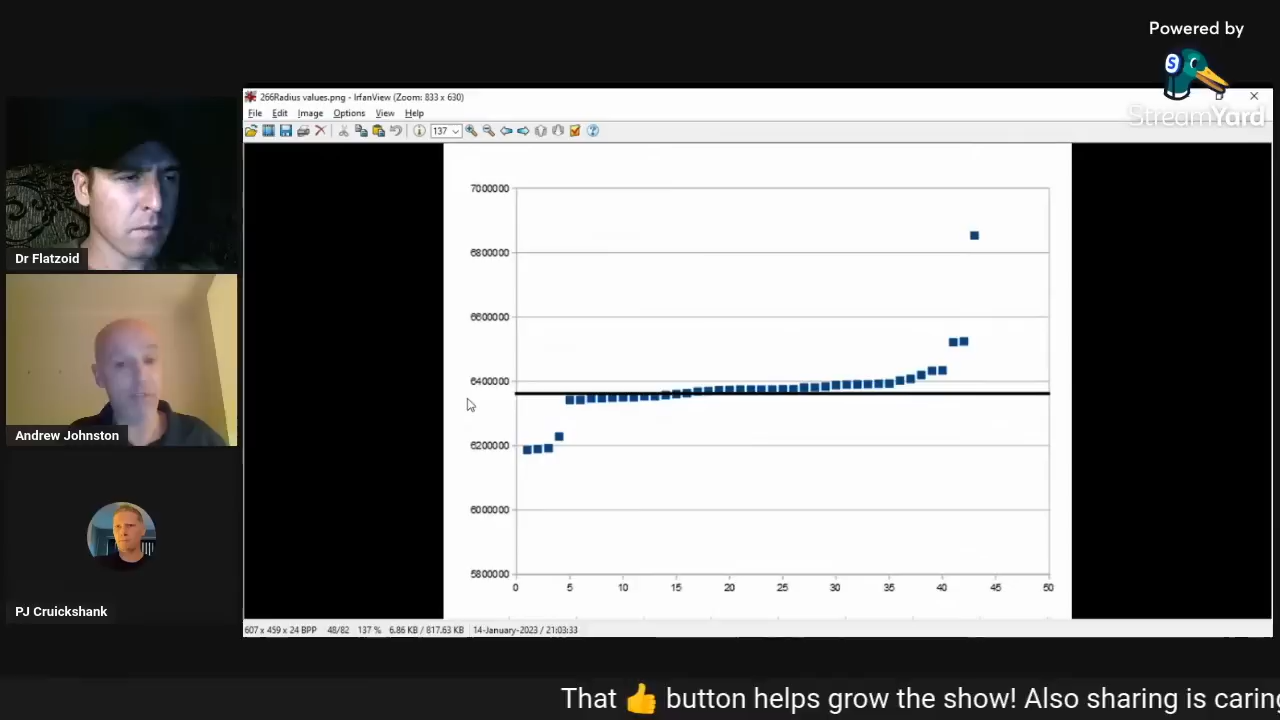 Powered by
StreamYard
266Radius values.png - IrfanView (Zoom: 833 x 630)
File Edit Image Options View Help
137
7000000
6800000
6600000
6400000
6200000
6000000
5800000
0 5 10 15 20 25 30 35 40 45 50
607 x 459 x 24 BPP 48/82 137 % 6.86 KB / 817.63 KB 14-January-2023 / 21:03:33
Dr Flatzoid
Andrew Johnston
PJ Cruickshank
That 👍 button helps grow the show! Also sharing is caring